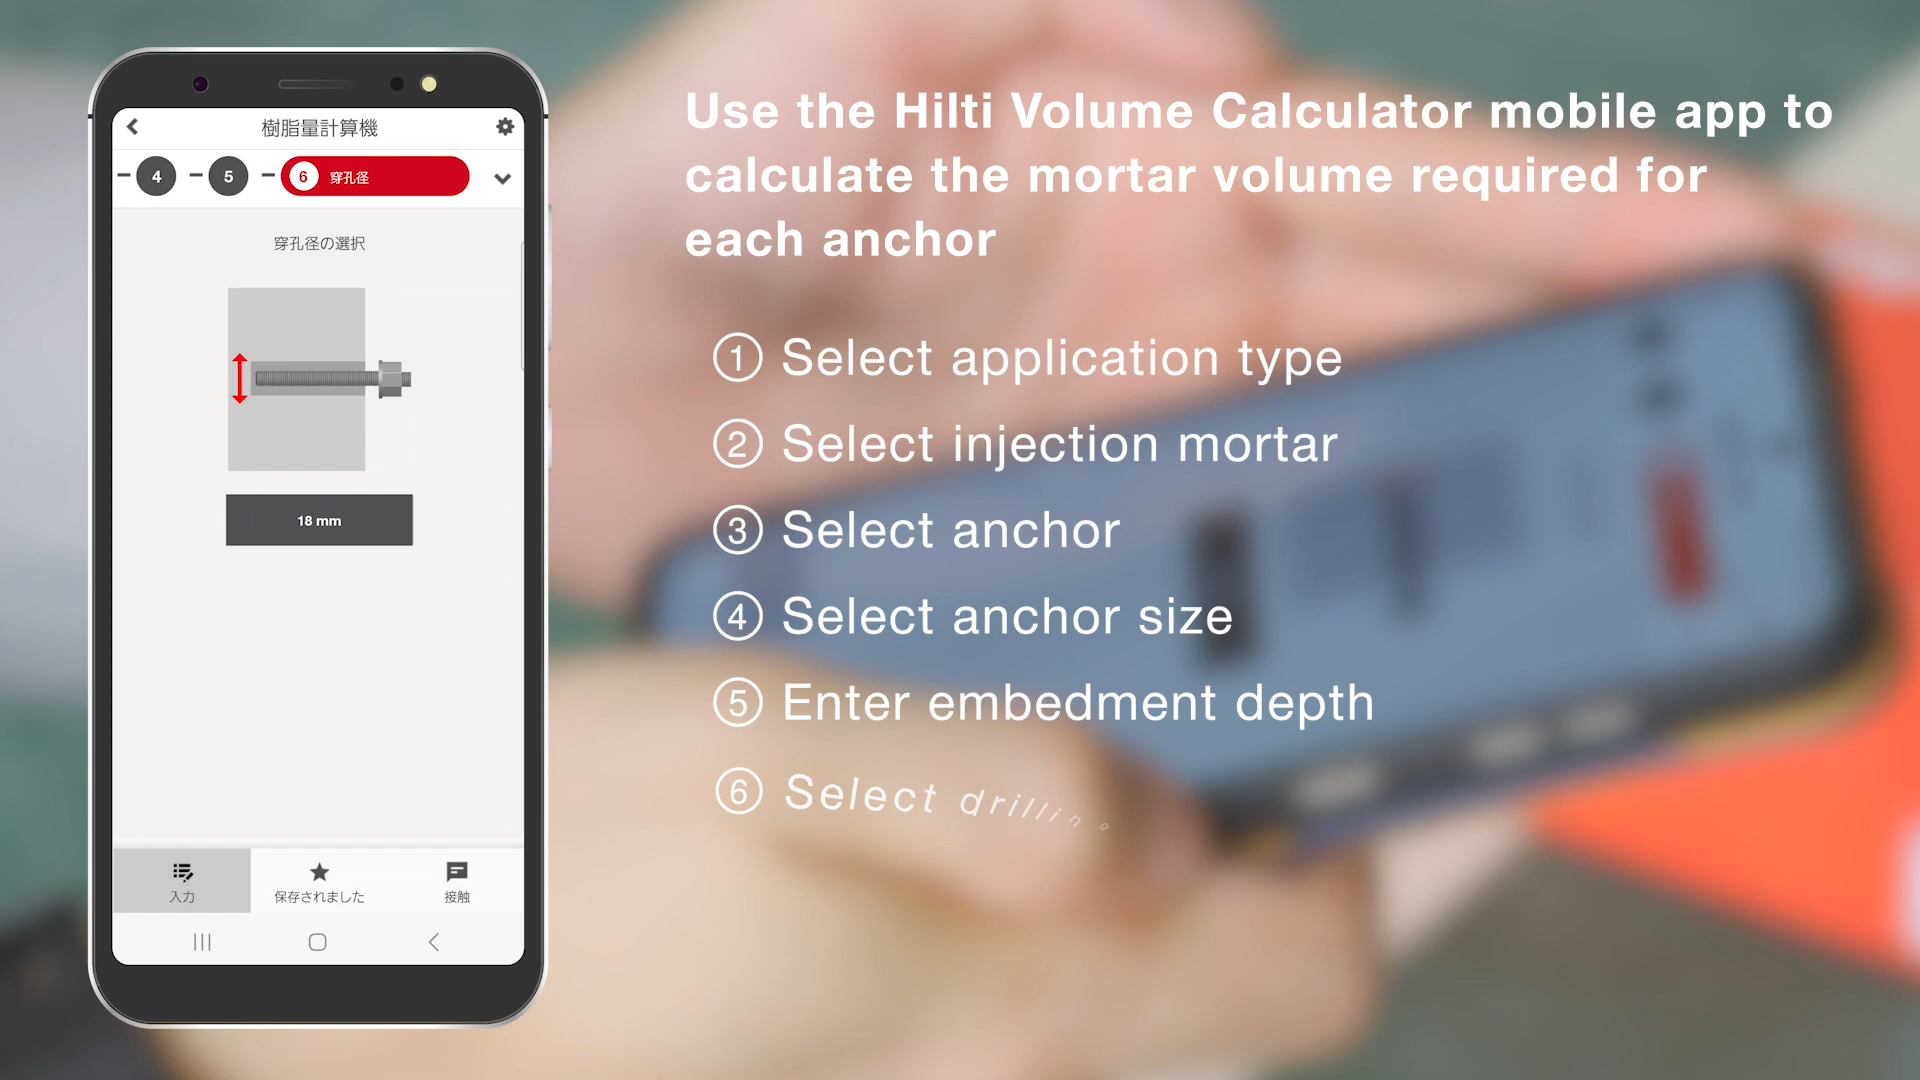 樹脂量計算機
4
5
6 穿孔径
穿孔径の選択
18 mm
入力
保存されました
接触
Use the Hilti Volume Calculator mobile app to
calculate the mortar volume required for
each anchor
① Select application type
② Select injection mortar
③ Select anchor
④ Select anchor size
⑤ Enter embedment depth
⑥ Select drilling